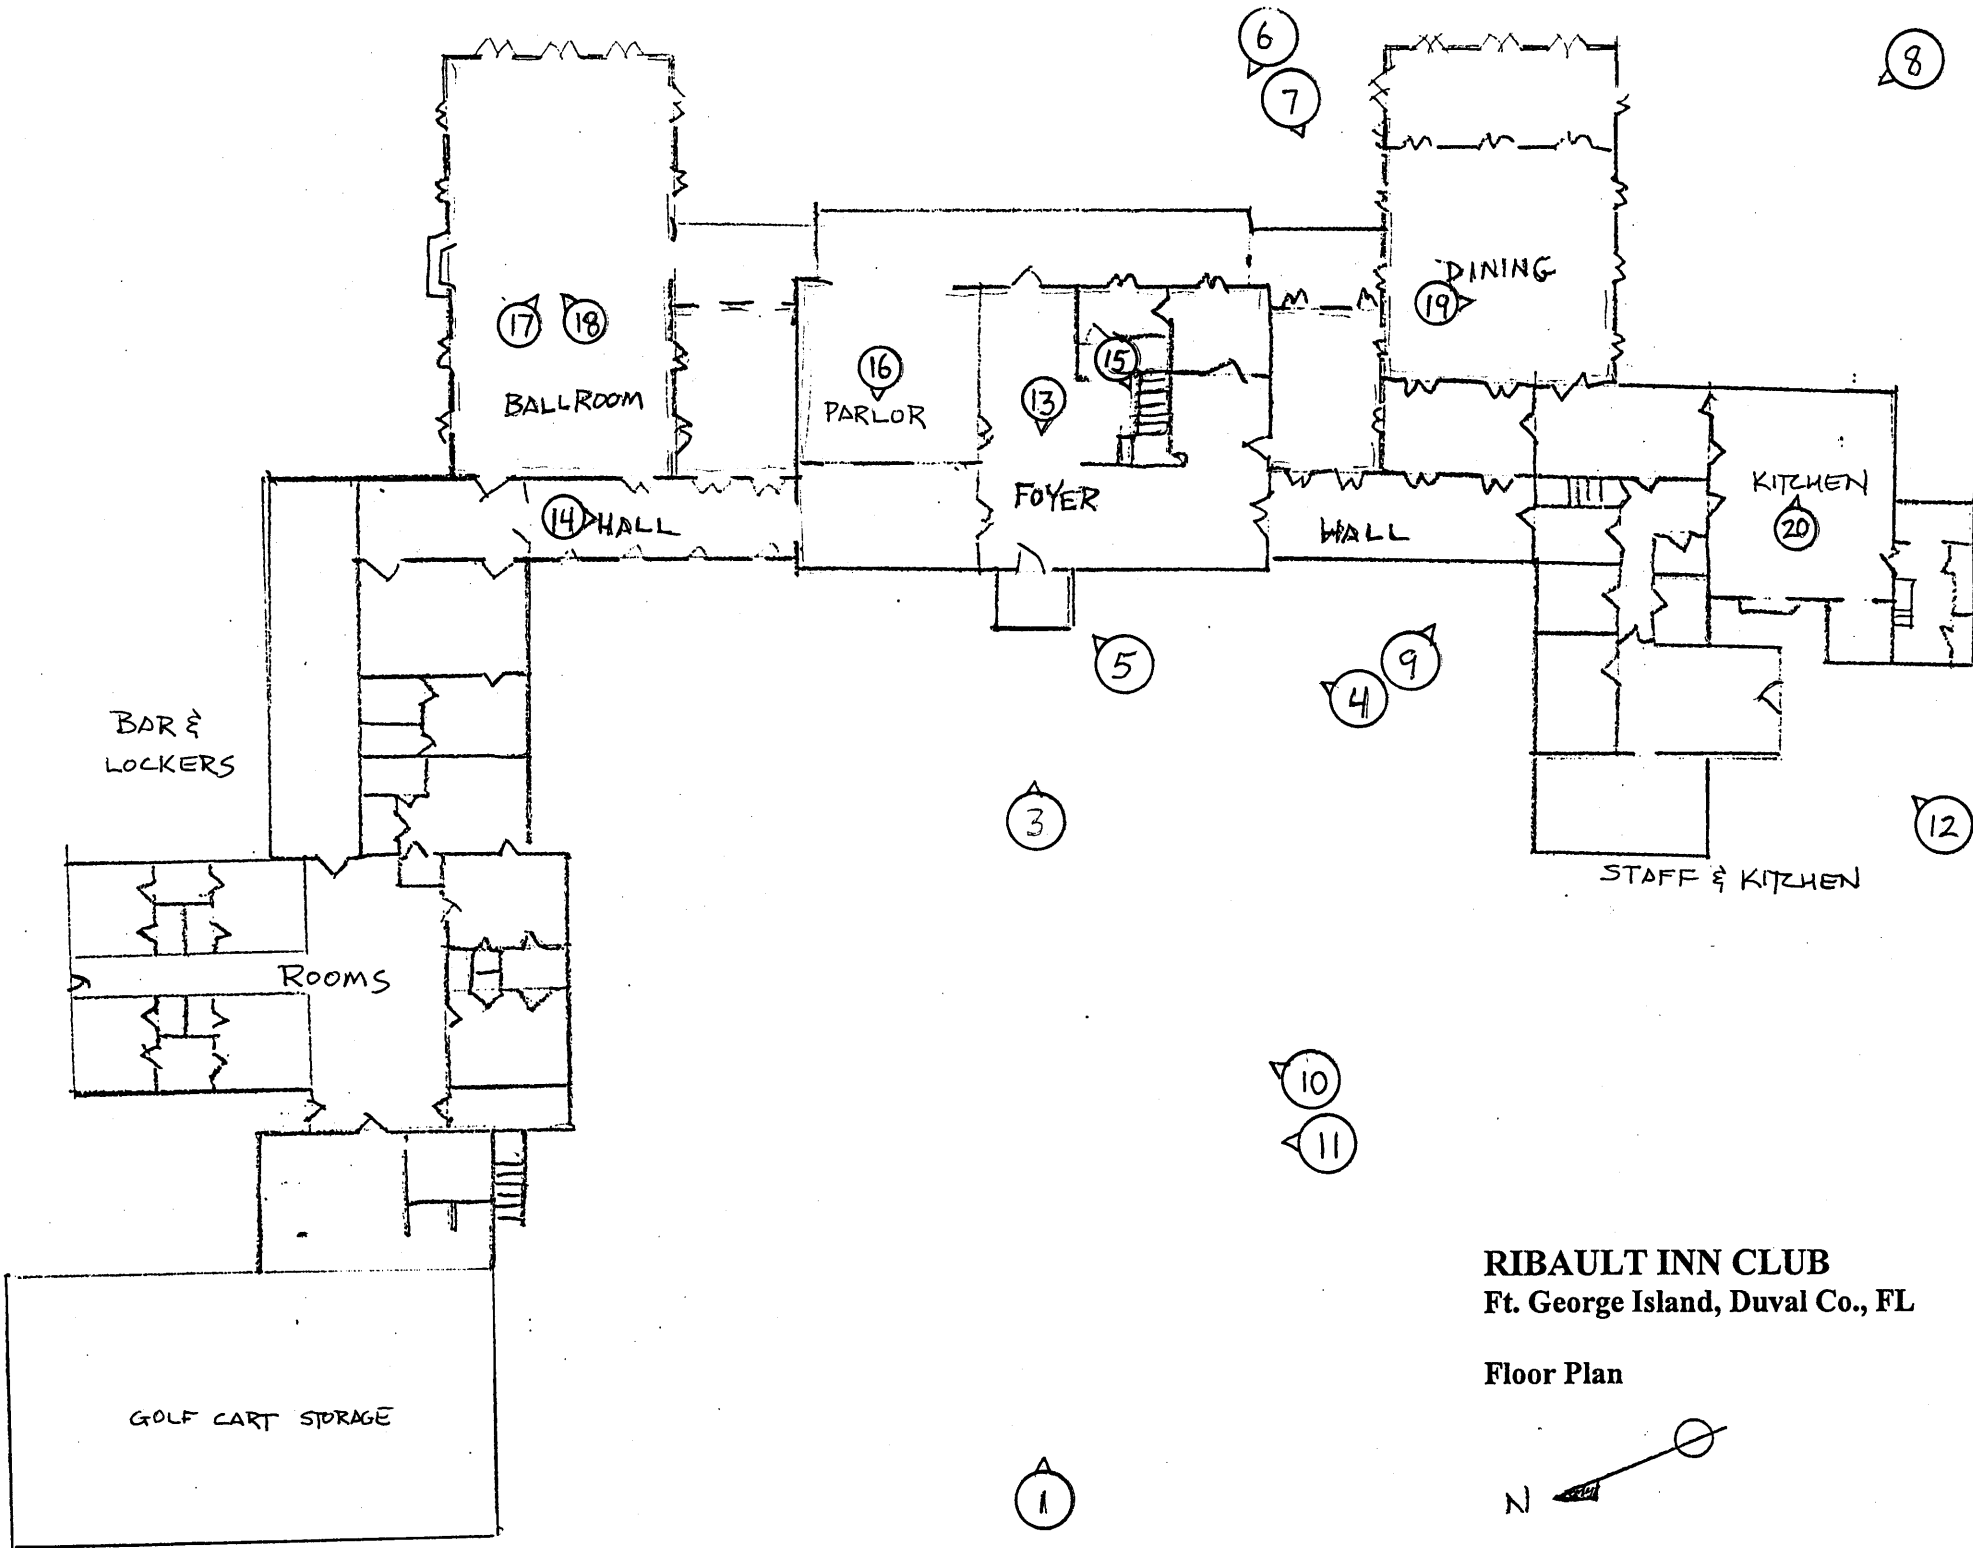 6
7
8
DINING
19
17
18
16
15
13
BALLROOM
PARLOR
FOYER
14
HALL
HALL
KITCHEN
20
5
9
4
BAR &
LOCKERS
3
12
STAFF & KITCHEN
ROOMS
10
11
RIBAULT INN CLUB
Ft. George Island, Duval Co., FL
Floor Plan
GOLF CART STORAGE
N
1